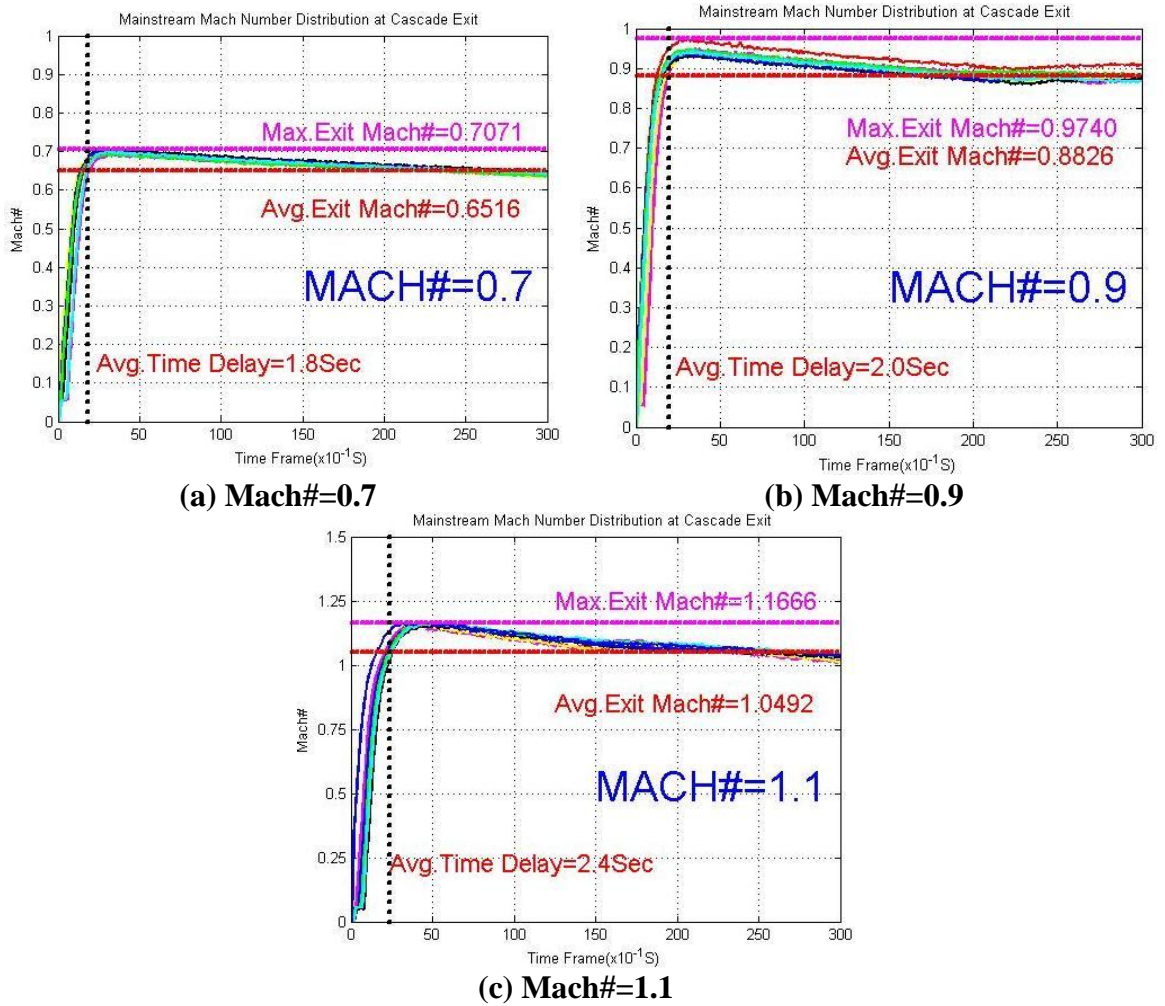 Mainstream Mach Number Distribution at Cascade Exit
1
0.9
0.8
0.7
0.6
0.5
0.4
0.3
0.2
0.1
0
Mach#
Max.Exit Mach#=0.7071
Avg.Exit Mach#=0.6516
MACH#=0.7
Avg.Time Delay=1.8Sec
0 50 100 150 200 250 300
Time Frame(x10-1S)
(a) Mach#=0.7
Mainstream Mach Number Distribution at Cascade Exit
1
0.9
0.8
0.7
0.6
0.5
0.4
0.3
0.2
0.1
0
Mach#
Max.Exit Mach#=0.9740
Avg.Exit Mach#=0.8826
MACH#=0.9
Avg.Time Delay=2.0Sec
0 50 100 150 200 250 300
Time Frame(x10-1S)
(b) Mach#=0.9
Mainstream Mach Number Distribution at Cascade Exit
1.5
1.25
1
0.75
0.5
0.25
0
Mach#
Max.Exit Mach#=1.1666
Avg.Exit Mach#=1.0492
MACH#=1.1
Avg.Time Delay=2.4Sec
0 50 100 150 200 250 300
Time Frame(x10-1S)
(c) Mach#=1.1